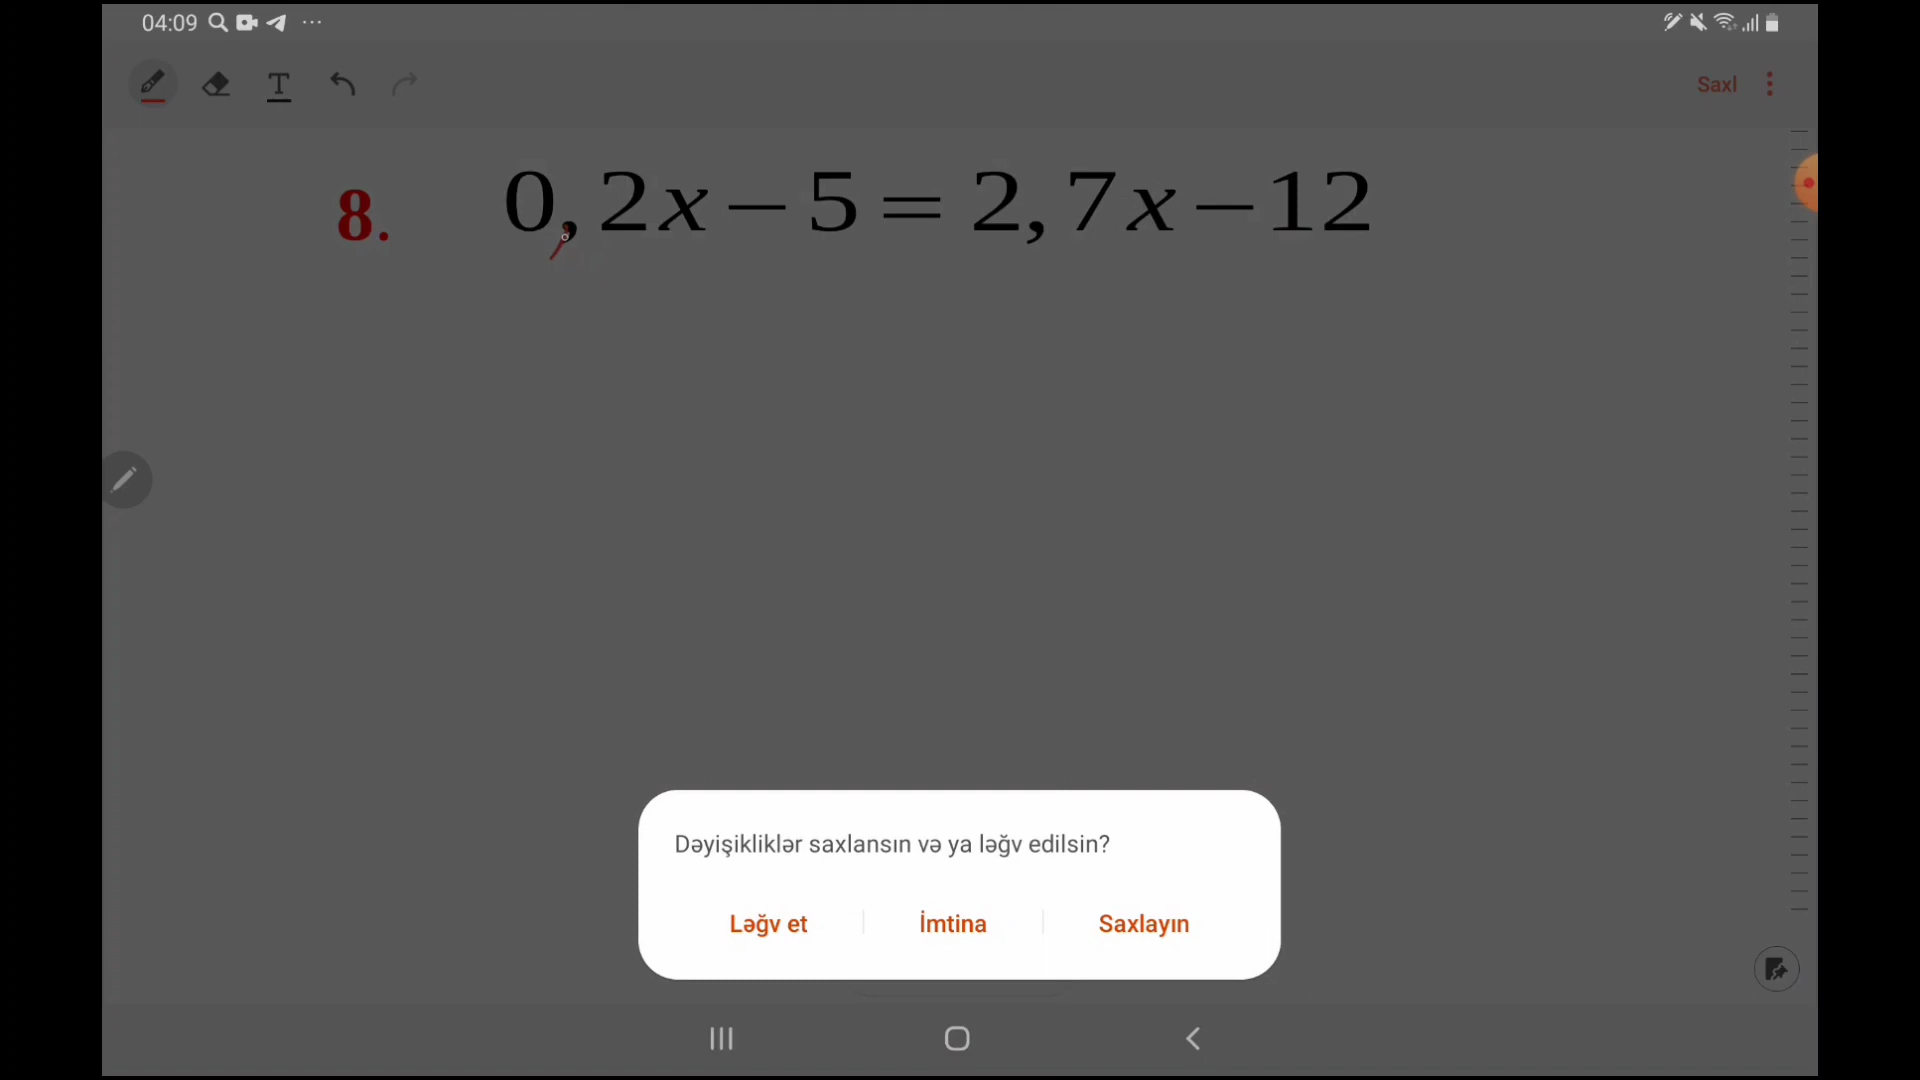 04:09
Saxl
8. 0,2x − 5 = 2,7x − 12
Dəyişikliklər saxlansın və ya ləğv edilsin?
Ləğv et İmtina Saxlayın